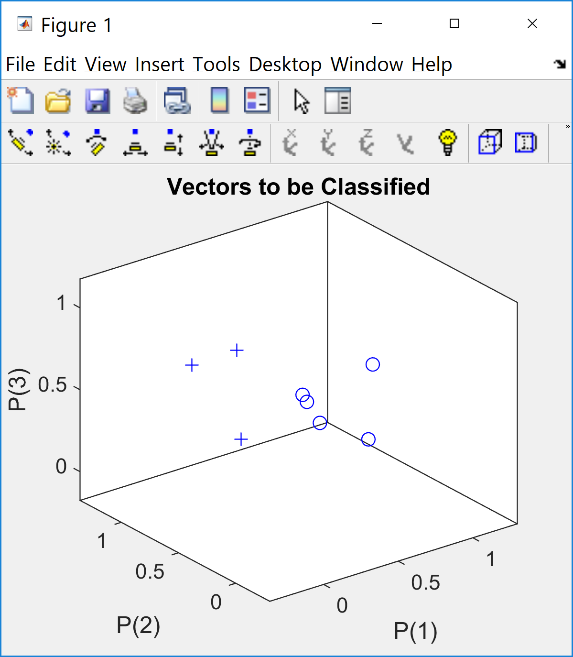 Figure 1
File Edit View Insert Tools Desktop Window Help
X Y Z
Vectors to be Classified
1
0.5
0
P(3)
1
0.5
0
P(2)
0
0.5
1
P(1)